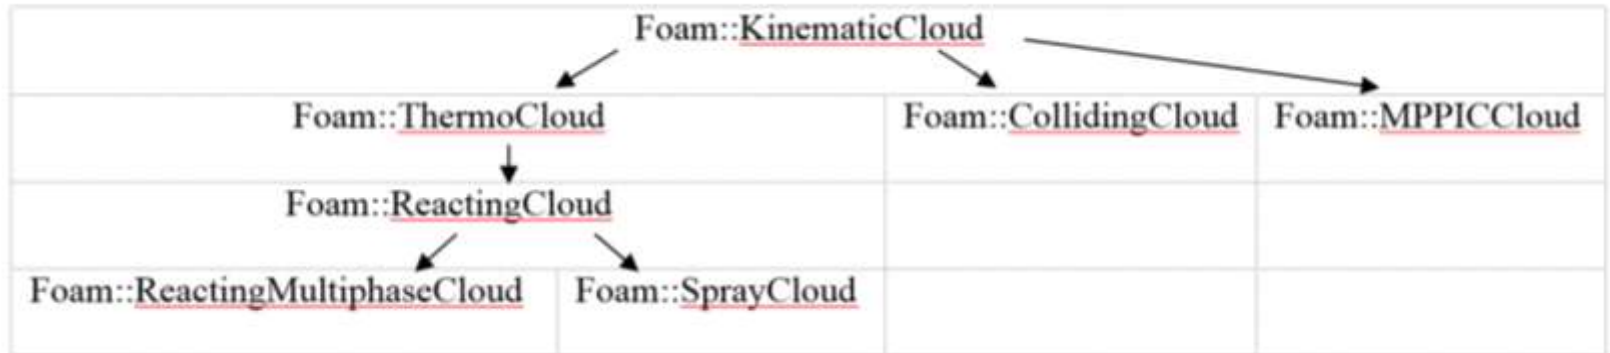 Foam::KinematicCloud
Foam::ThermoCloud Foam::CollidingCloud Foam::MPPICCloud
Foam::ReactingCloud
Foam::ReactingMultiphaseCloud Foam::SprayCloud